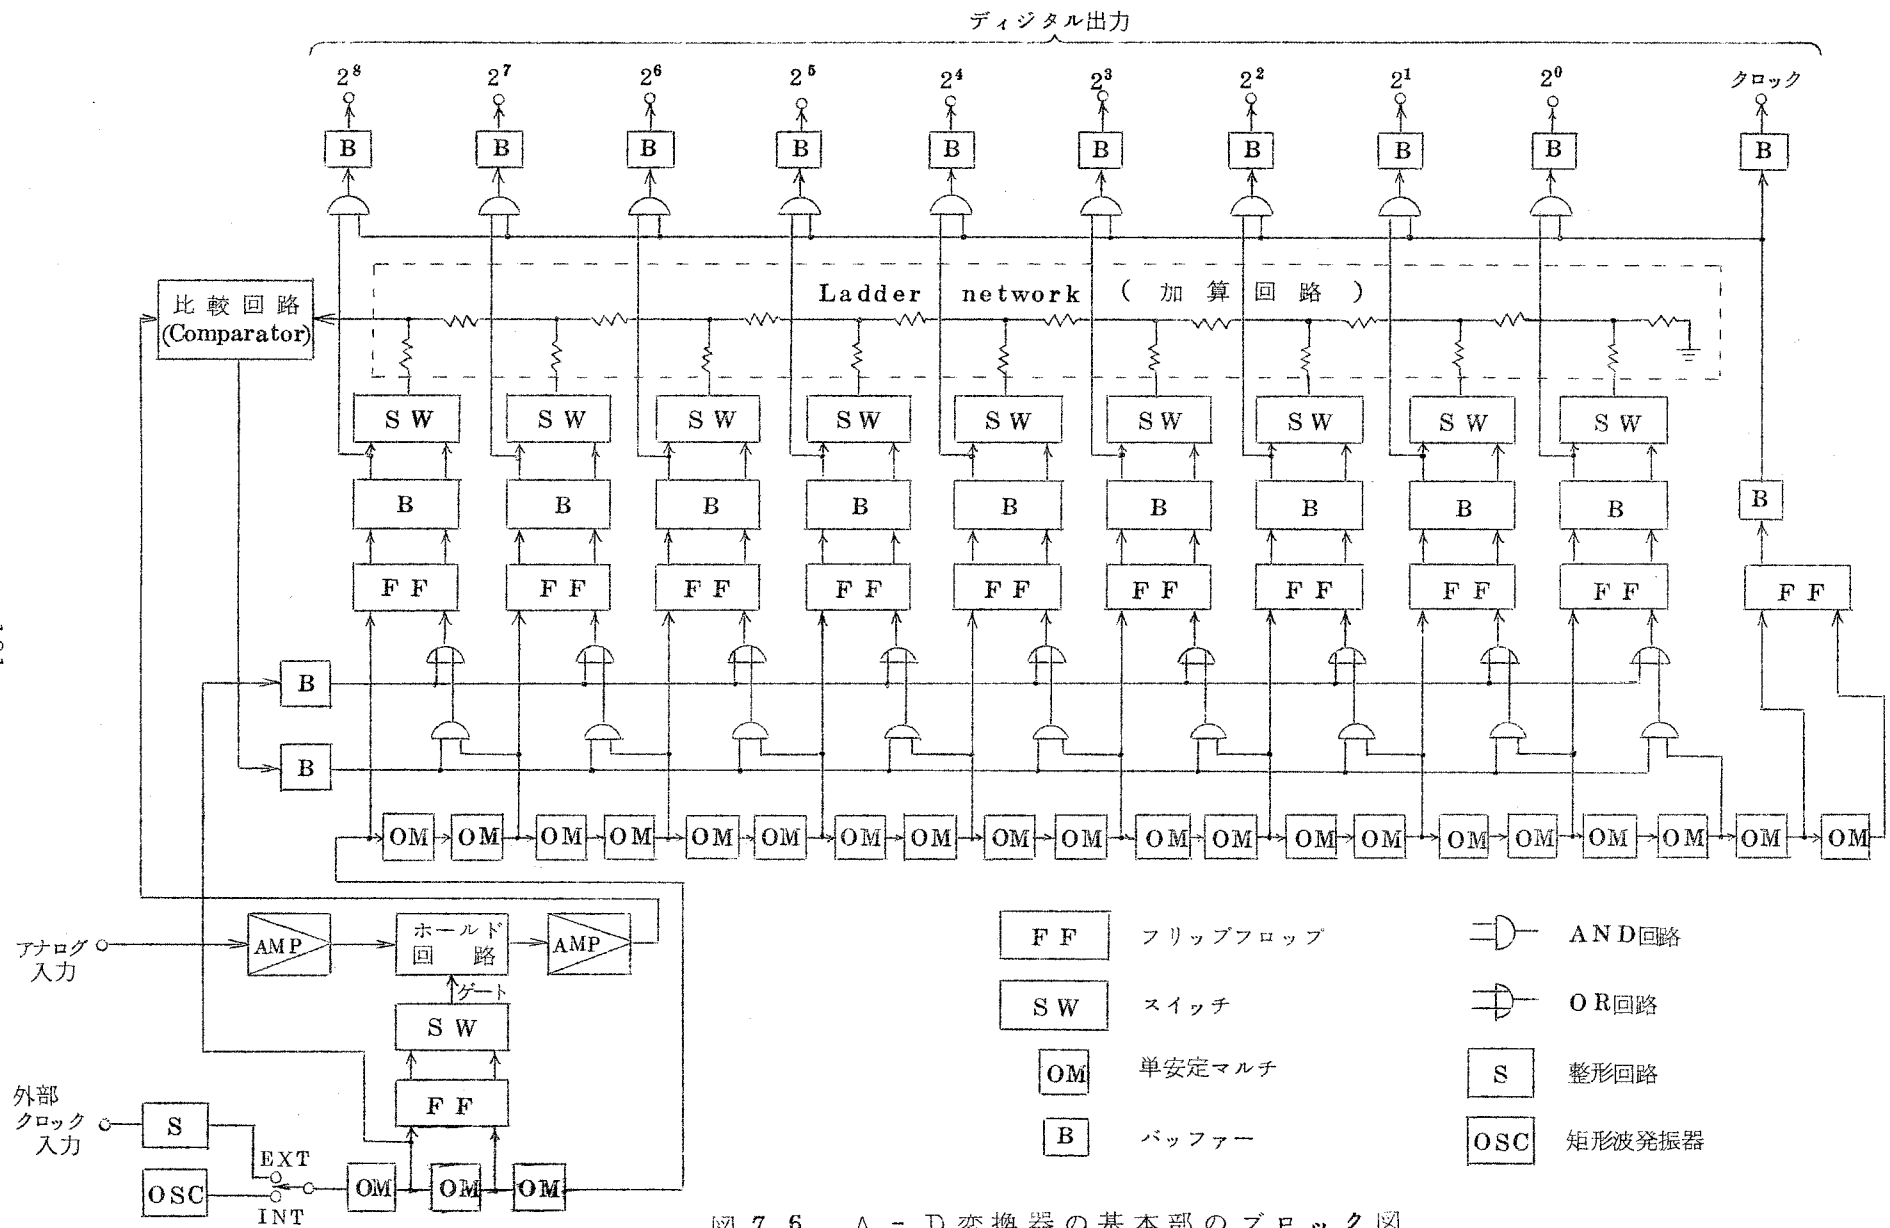 ディジタル出力
2⁸ 2⁷ 2⁶ 2⁵ 2⁴ 2³ 2² 2¹ 2⁰ クロック
B B B B B B B B B B
比較回路
(Comparator)
Ladder network (加算回路)
SW SW SW SW SW SW SW SW SW
B B B B B B B B B B
FF FF FF FF FF FF FF FF FF FF
B
B
OM OM OM OM OM OM OM OM OM OM OM OM OM OM OM OM OM OM OM OM
アナログ
入力
AMP
ホールド
回路
AMP
ゲート
SW
FF
外部
クロック
入力
S
EXT
OSC
INT
OM OM OM
FF フリップフロップ
SW スイッチ
OM 単安定マルチ
B バッファー
AND回路
OR回路
S 整形回路
OSC 矩形波発振器
図7.6 A-D変換器の基本部のブロック図